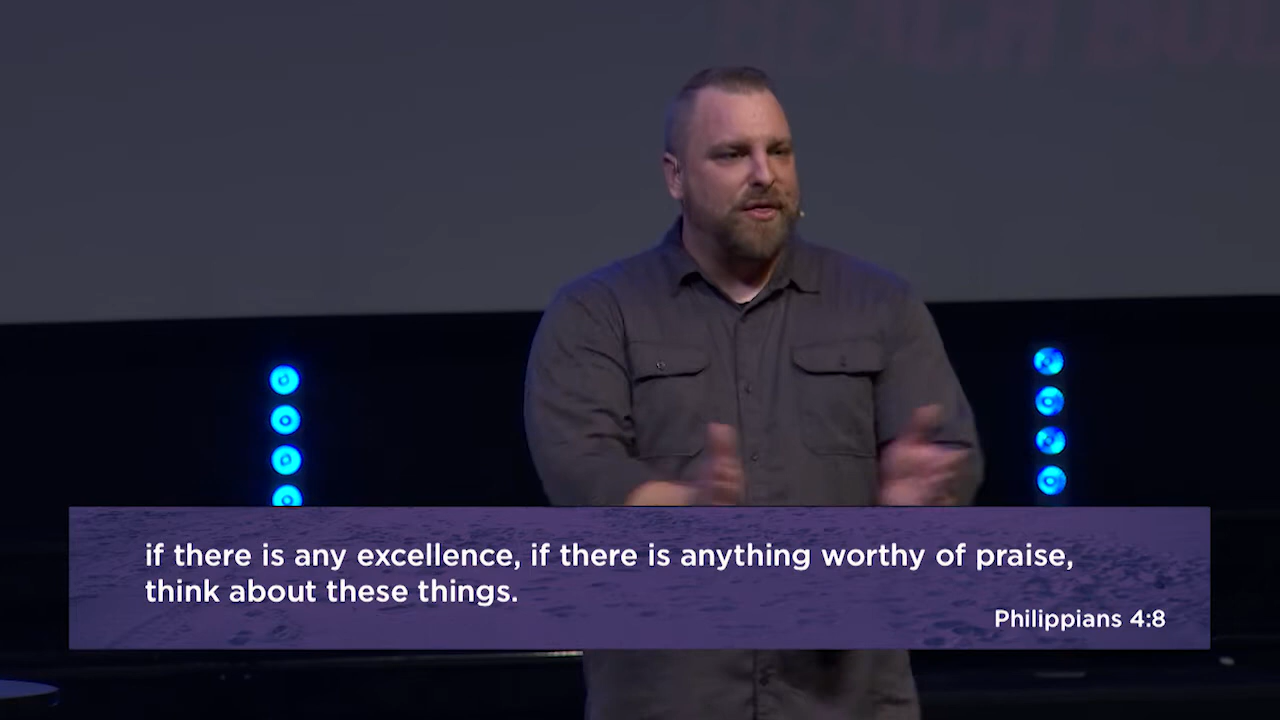 if there is any excellence, if there is anything worthy of praise,
think about these things.
Philippians 4:8